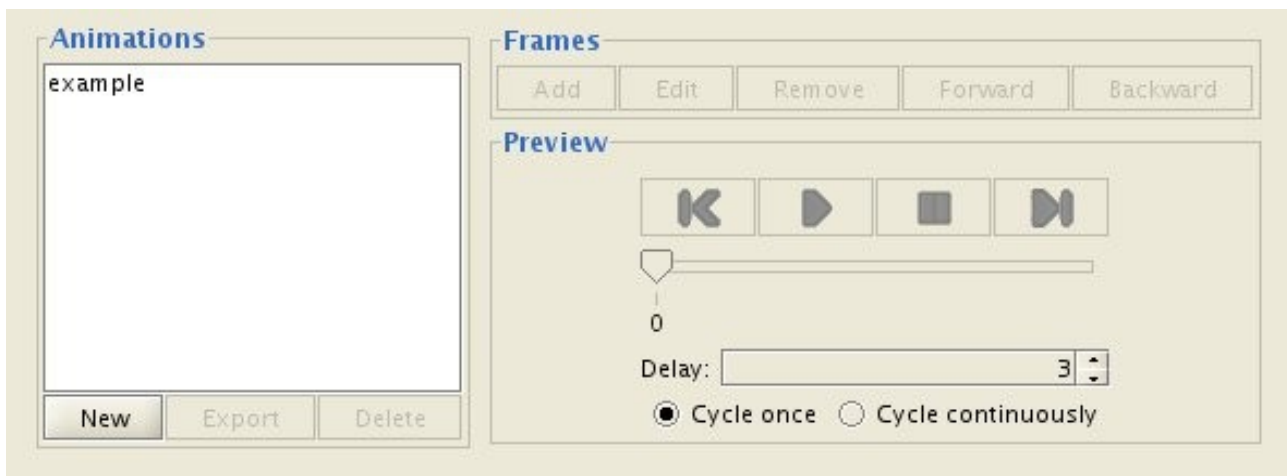 Animations
example
New Export Delete
Frames
Add Edit Remove Forward Backward
Preview
0
Delay: 3
Cycle once Cycle continuously